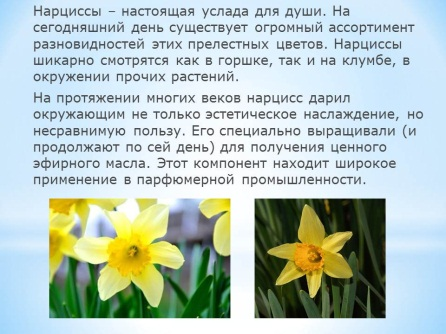 Нарциссы – настоящая услада для души. На
сегодняшний день существует огромный ассортимент
разновидностей этих прелестных цветов. Нарциссы
шикарно смотрятся как в горшке, так и на клумбе, в
окружении прочих растений.
На протяжении многих веков нарцисс дарил
окружающим не только эстетическое наслаждение, но
несравнимую пользу. Его специально выращивали (и
продолжают по сей день) для получения ценного
эфирного масла. Этот компонент находит широкое
применение в парфюмерной промышленности.